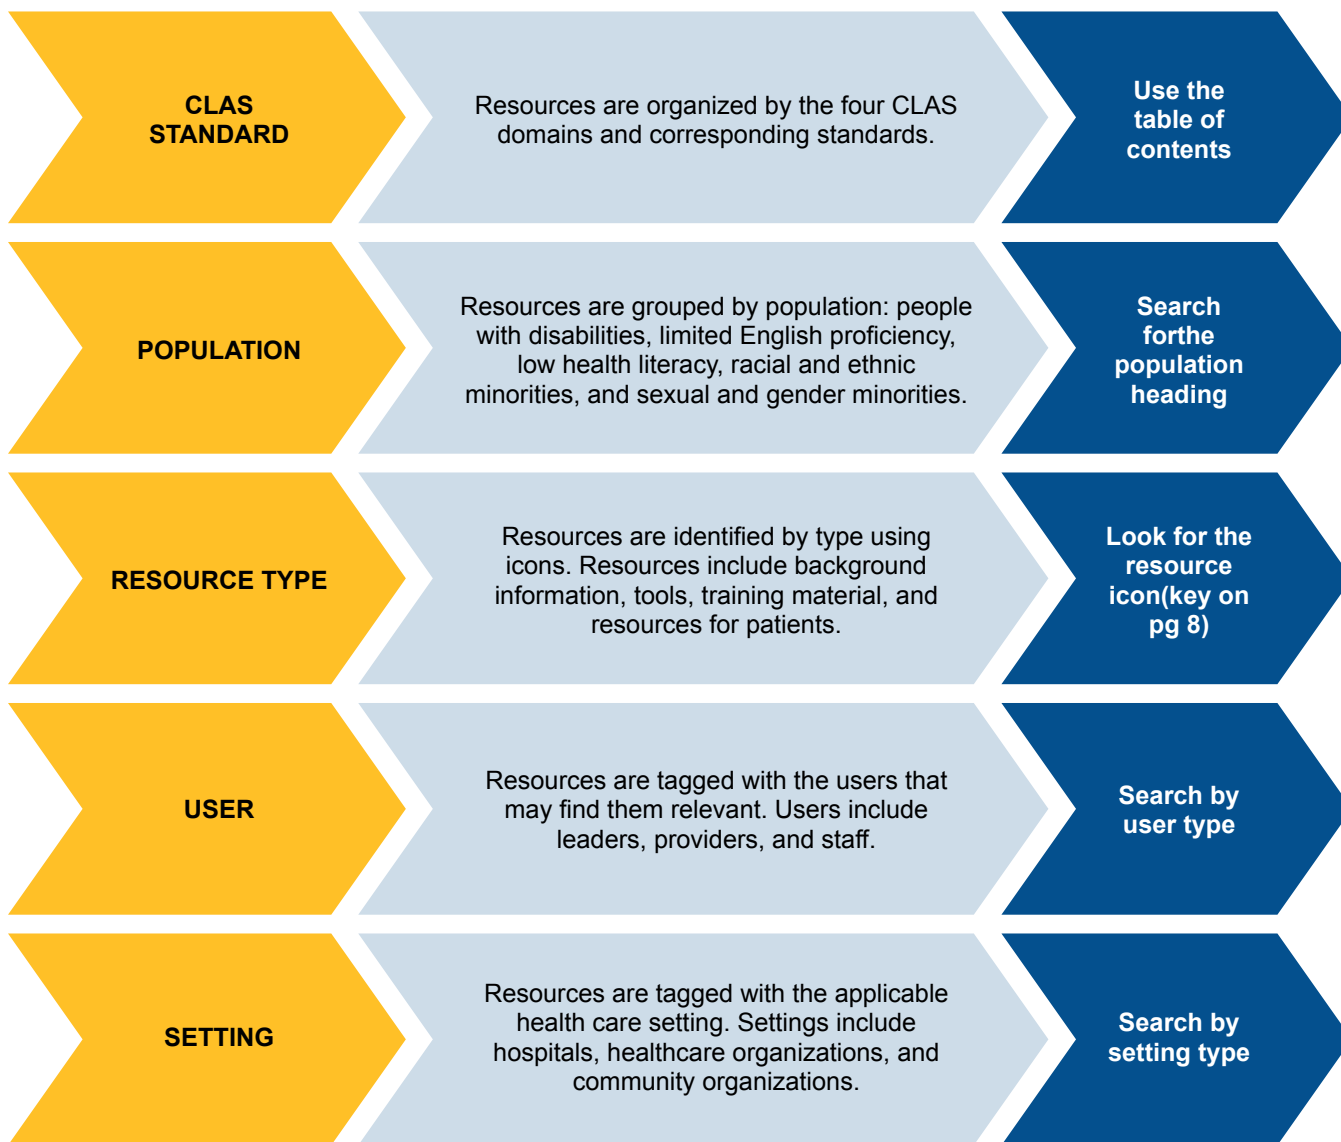 CLAS
STANDARD
Resources are organized by the four CLAS
domains and corresponding standards.
Use the
table of
contents
POPULATION
Resources are grouped by population: people
with disabilities, limited English proficiency,
low health literacy, racial and ethnic
minorities, and sexual and gender minorities.
Search
forthe
population
heading
RESOURCE TYPE
Resources are identified by type using
icons. Resources include background
information, tools, training material, and
resources for patients.
Look for the
resource
icon(key on
pg 8)
USER
Resources are tagged with the users that
may find them relevant. Users include
leaders, providers, and staff.
Search by
user type
SETTING
Resources are tagged with the applicable
health care setting. Settings include
hospitals, healthcare organizations, and
community organizations.
Search by
setting type